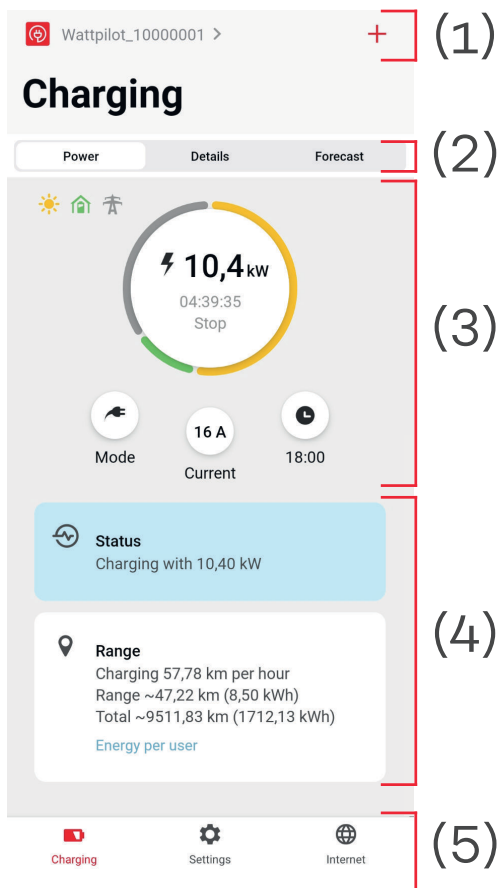 Wattpilot_10000001 >
+
(1)
Charging
Power Details Forecast
(2)
10,4 kW
04:39:35
Stop
(3)
16 A
Mode
Current
18:00
Status
Charging with 10,40 kW
(4)
Range
Charging 57,78 km per hour
Range ~47,22 km (8,50 kWh)
Total ~9511,83 km (1712,13 kWh)
Energy per user
Charging Settings Internet
(5)